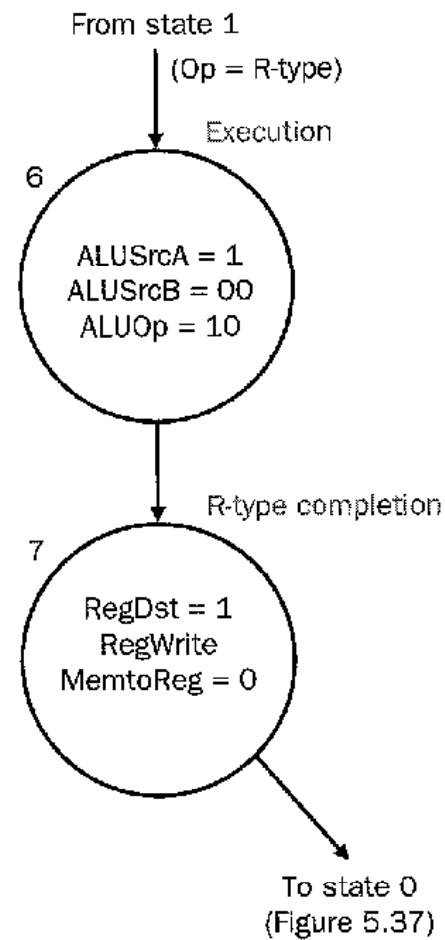 From state 1
(Op = R-type)
Execution
6
ALUSrcA = 1
ALUSrcB = 00
ALUOp = 10
R-type completion
7
RegDst = 1
RegWrite
MemtoReg = 0
To state 0
(Figure 5.37)